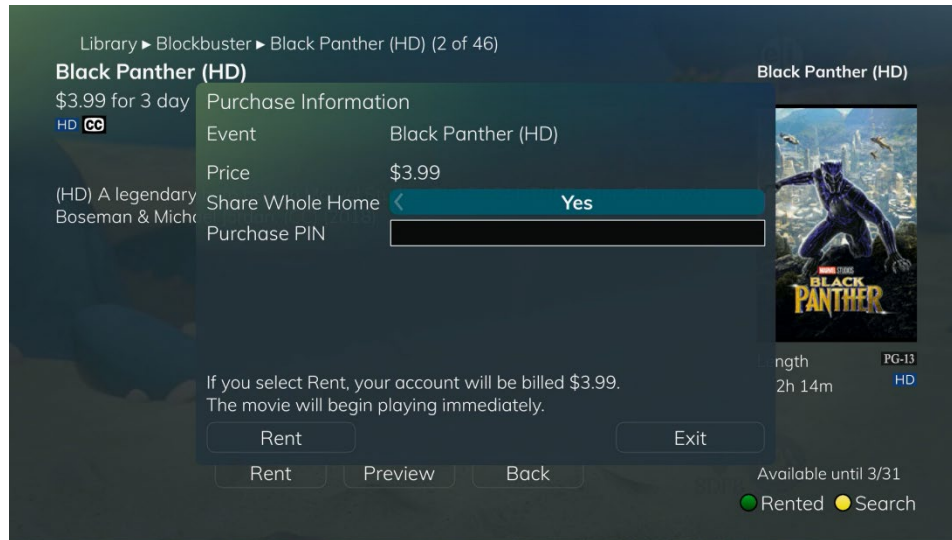 Library ▸ Blockbuster ▸ Black Panther (HD) (2 of 46)
Black Panther (HD)
Black Panther (HD)
$3.99 for 3 day
HD CC
(HD) A legendary
Boseman &
Purchase Information
Event Black Panther (HD)
Price $3.99
Share Whole Home Yes
Purchase PIN
If you select Rent, your account will be billed $3.99.
The movie will begin playing immediately.
Rent Exit
MARVEL STUDIOS
BLACK
PANTHER
PG-13
2h 14m HD
Rent Preview Back
Available until 3/31
Rented Search